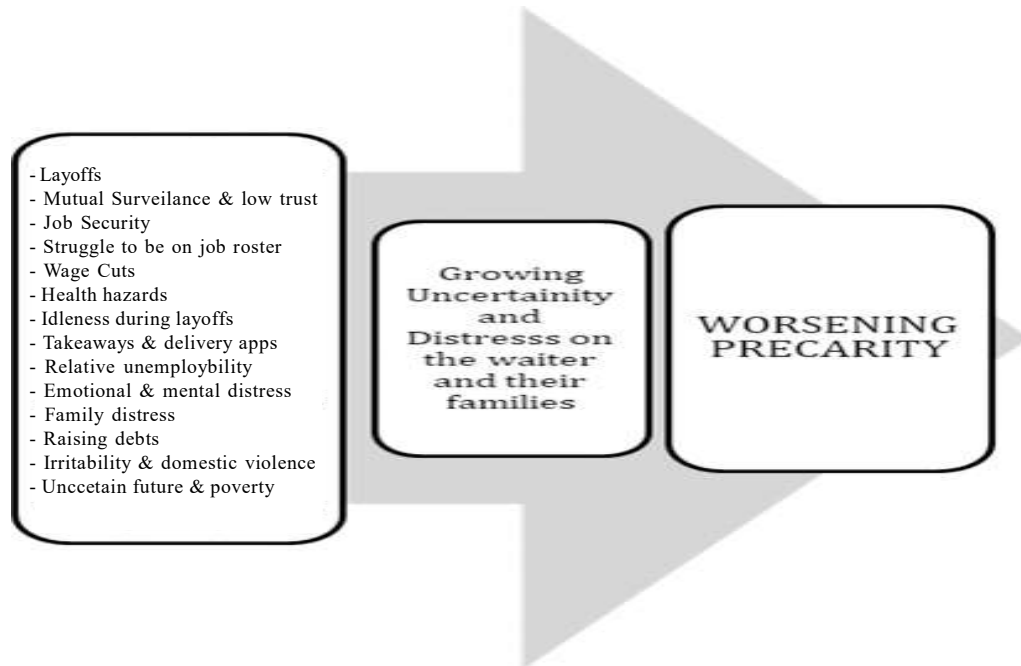 - Layoffs
- Mutual Surveilance & low trust
- Job Security
- Struggle to be on job roster
- Wage Cuts
- Health hazards
- Idleness during layoffs
- Takeaways & delivery apps
- Relative unemploybility
- Emotional & mental distress
- Family distress
- Raising debts
- Irritability & domestic violence
- Unccetain future & poverty
Growing
Uncertainity
and
Distresss on
the waiter
and their
families
WORSENING
PRECARITY